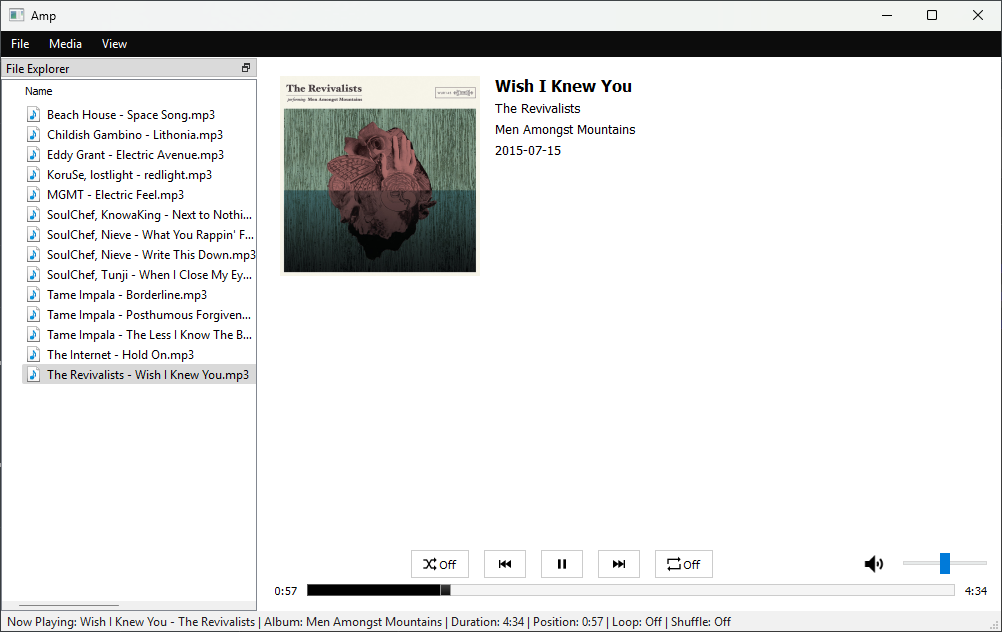 Amp
File Media View
File Explorer
Name
Beach House - Space Song.mp3
Childish Gambino - Lithonia.mp3
Eddy Grant - Electric Avenue.mp3
KoruSe, lostlight - redlight.mp3
MGMT - Electric Feel.mp3
SoulChef, KnowaKing - Next to Nothi...
SoulChef, Nieve - What You Rappin' F...
SoulChef, Nieve - Write This Down.mp3
SoulChef, Tunji - When I Close My Ey...
Tame Impala - Borderline.mp3
Tame Impala - Posthumous Forgiven...
Tame Impala - The Less I Know The B...
The Internet - Hold On.mp3
The Revivalists - Wish I Knew You.mp3
The Revivalists
performing Men Amongst Mountains
Wish I Knew You
The Revivalists
Men Amongst Mountains
2015-07-15
Off
Off
0:57
4:34
Now Playing: Wish I Knew You - The Revivalists | Album: Men Amongst Mountains | Duration: 4:34 | Position: 0:57 | Loop: Off | Shuffle: Off